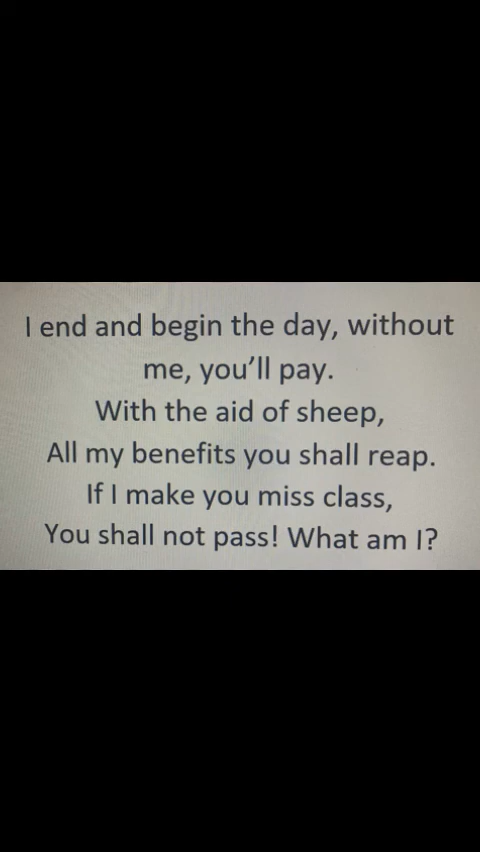 I end and begin the day, without
me, you'll pay.
With the aid of sheep,
All my benefits you shall reap.
If I make you miss class,
You shall not pass! What am I?